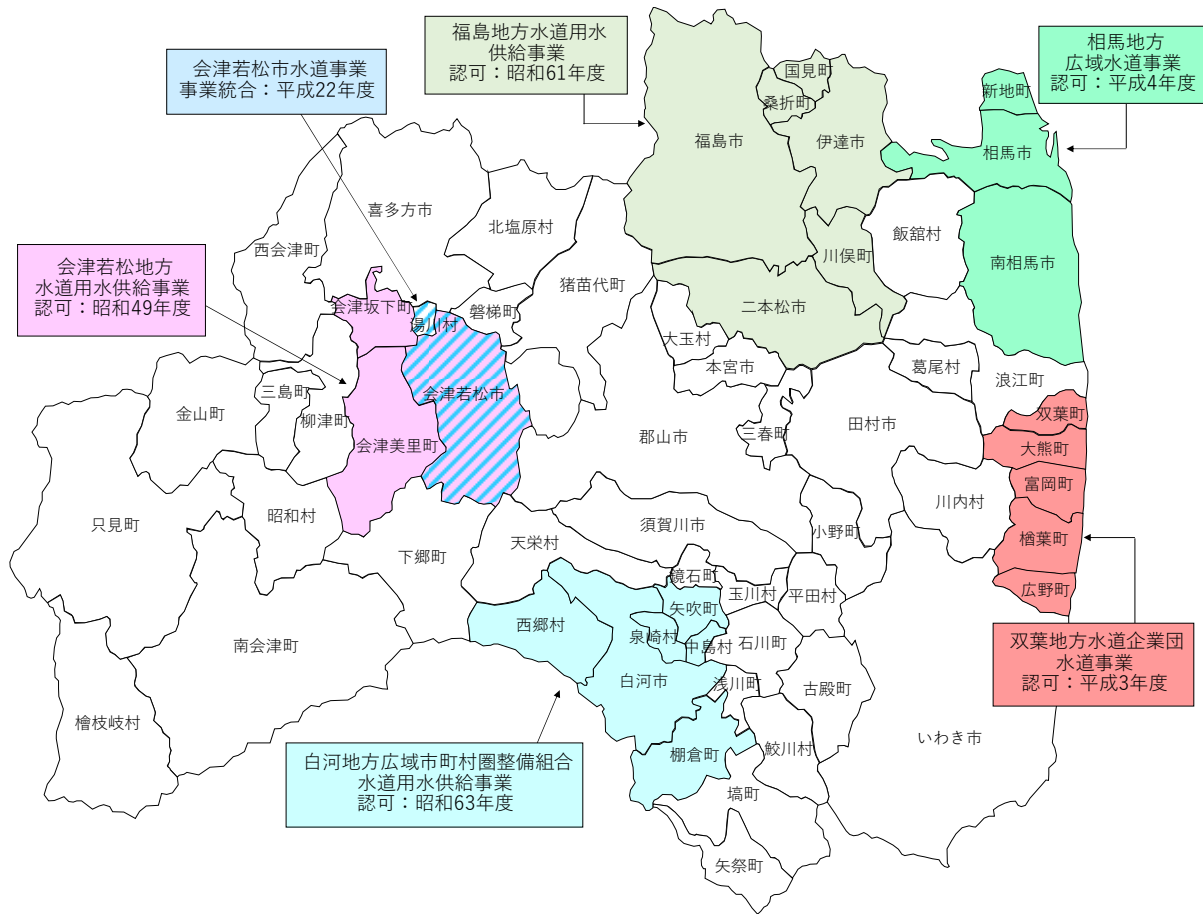 福島地方水道用水
供給事業
認可：昭和61年度
相馬地方
広域水道事業
認可：平成4年度
会津若松市水道事業
事業統合：平成22年度
会津若松地方
水道用水供給事業
認可：昭和49年度
国見町
桑折町
新地町
福島市
伊達市
相馬市
喜多方市
北塩原村
飯舘村
西会津町
川俣町
南相馬市
猪苗代町
会津坂下町
湯川村
磐梯町
二本松市
大玉村
本宮市
葛尾村
浪江町
三島町
金山町
柳津町
会津若松市
双葉町
会津美里町
郡山市
三春町
田村市
大熊町
富岡町
川内村
只見町
昭和村
須賀川市
小野町
楢葉町
下郷町
天栄村
鏡石町
玉川村
平田村
広野町
矢吹町
西郷村
泉崎村
中島村
石川町
南会津町
白河市
浅川町
古殿町
檜枝岐村
棚倉町
鮫川村
いわき市
塙町
矢祭町
双葉地方水道企業団
水道事業
認可：平成3年度
白河地方広域市町村圏整備組合
水道用水供給事業
認可：昭和63年度